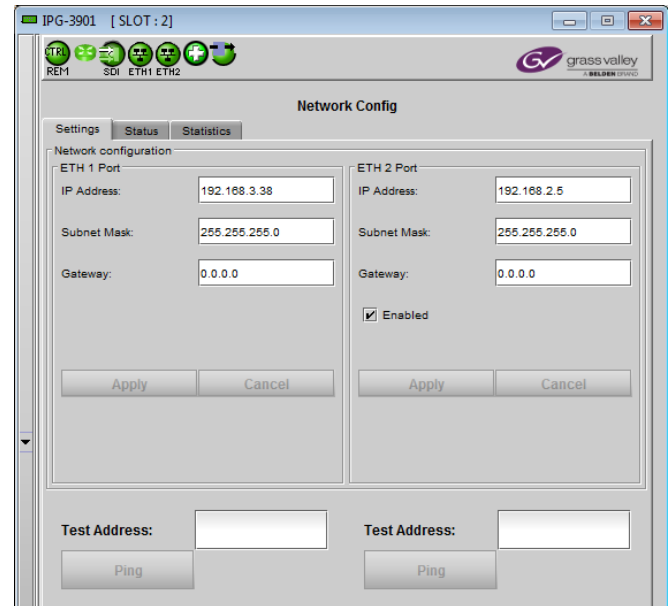 IPG-3901 [ SLOT : 2]
CTRL
REM SDI ETH1 ETH2
GV grass valley
A BELDEN BRAND
Network Config
Settings Status Statistics
Network configuration
ETH 1 Port ETH 2 Port
IP Address: 192.168.3.38 IP Address: 192.168.2.5
Subnet Mask: 255.255.255.0 Subnet Mask: 255.255.255.0
Gateway: 0.0.0.0 Gateway: 0.0.0.0
Enabled
Apply Cancel Apply Cancel
Test Address: Test Address:
Ping Ping